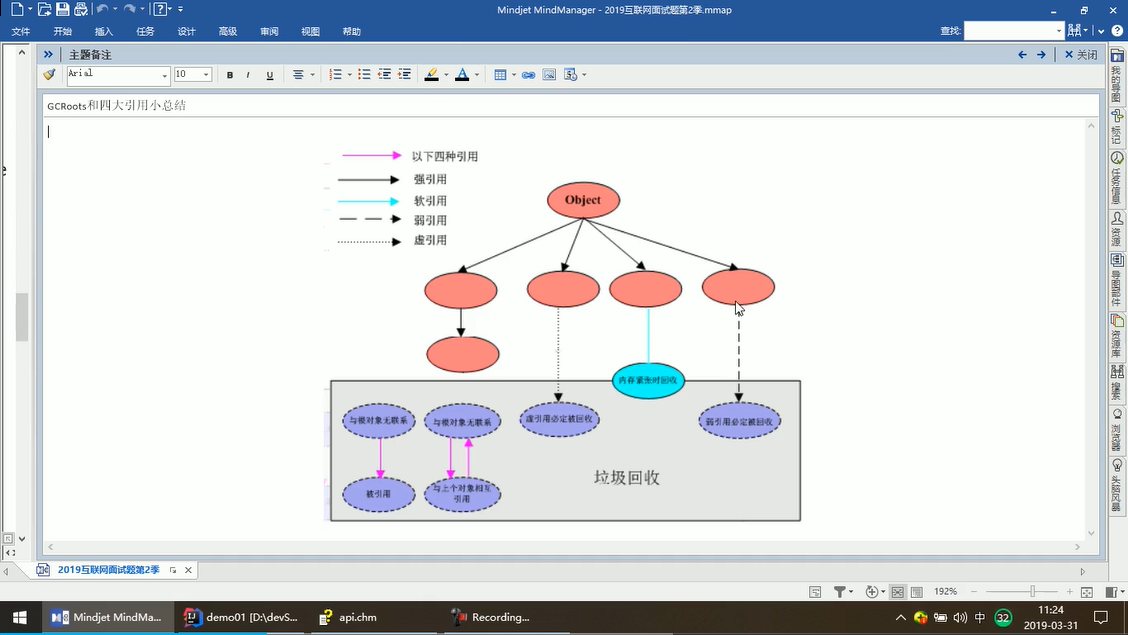 Mindjet MindManager - 2019互联网面试题第2季.mmap
文件 开始 插入 任务 设计 高级 审阅 视图 帮助 查找:
主题备注 关闭
Arial 10 B I U
GCRoots和四大引用小总结
以下四种引用
强引用
软引用
弱引用
虚引用
Object
内存紧张时回收
与根对象无联系
与根对象无联系
虚引用必定被回收
弱引用必定被回收
垃圾回收
被引用
与上个对象相互
引用
我的导图
标记
任务信息
资源
导图部件
资源库
搜索
浏览器
头脑风暴
2019互联网面试题第2季
192%
Mindjet MindMa...
demo01 [D:\devS...
api.chm
Recording...
中
32
11:24
2019-03-31